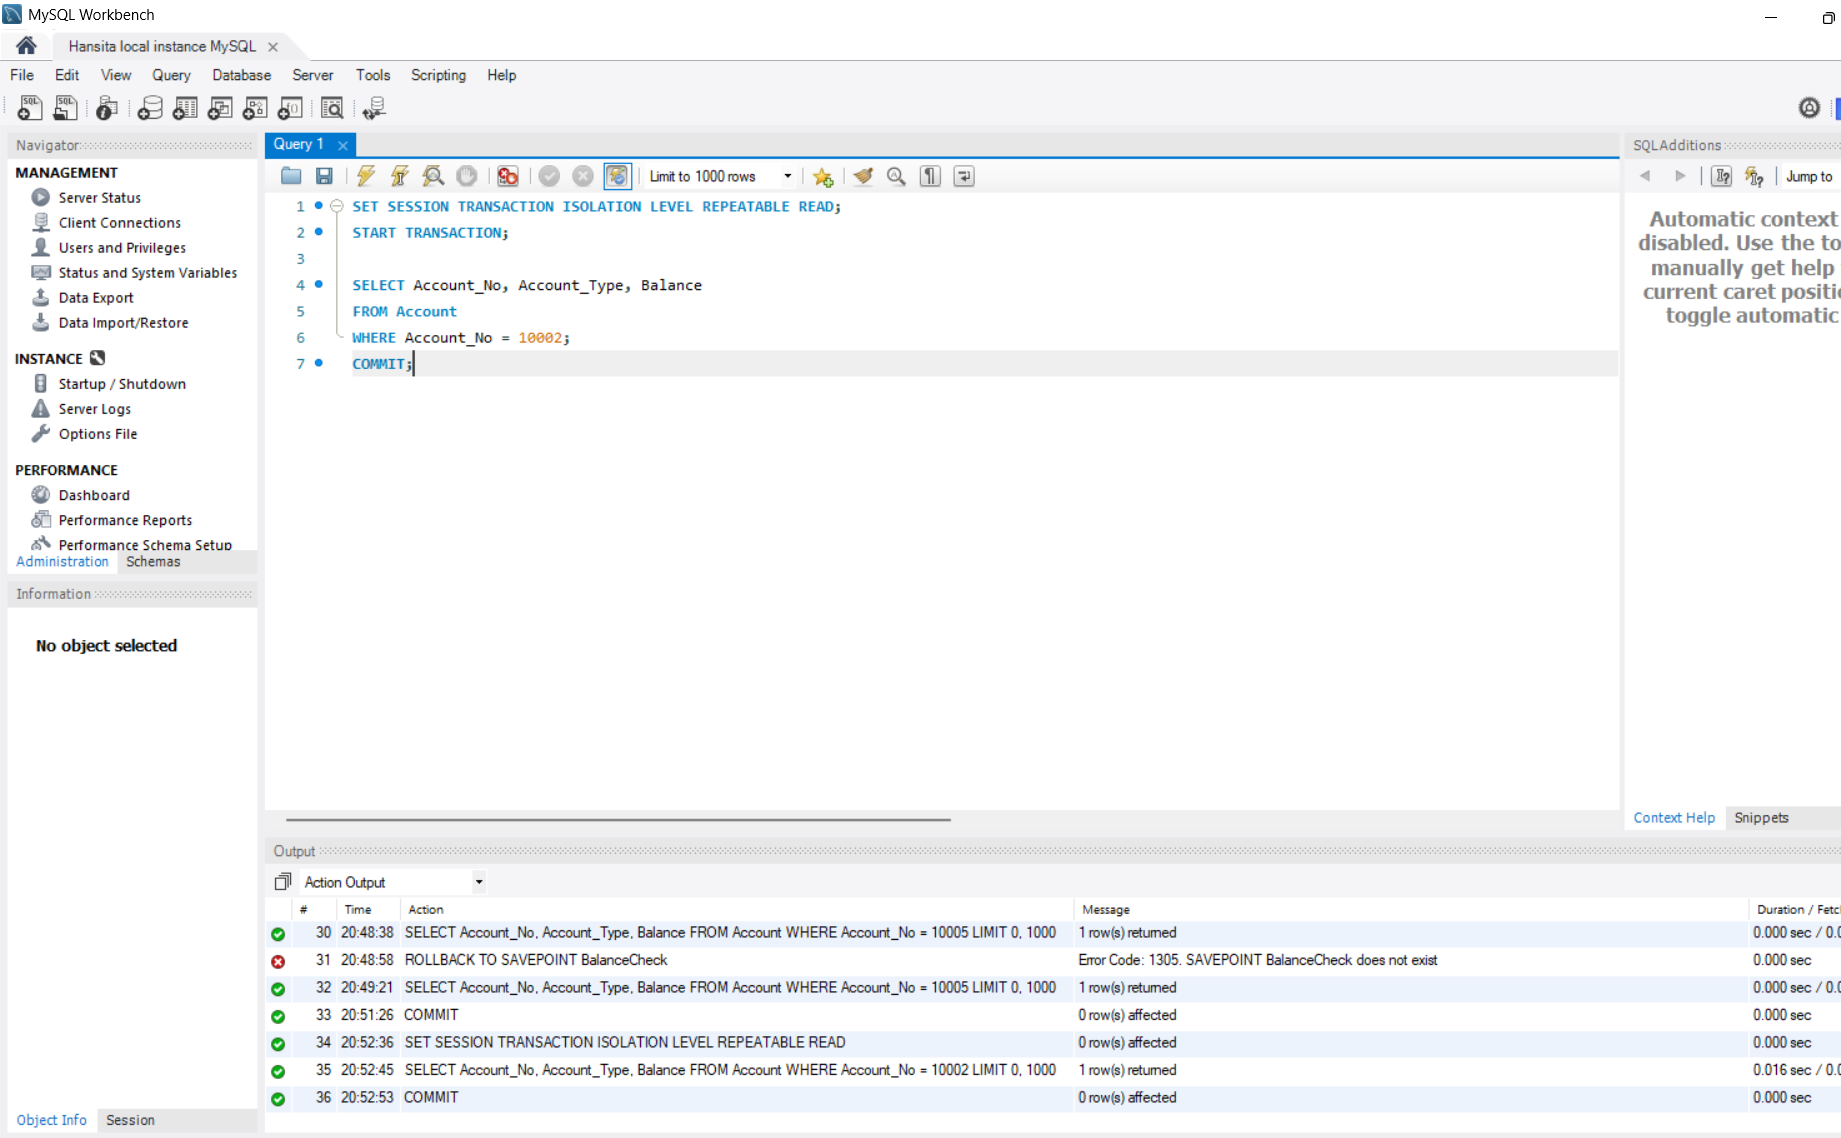 MySQL Workbench
Hansita local instance MySQL
File Edit View Query Database Server Tools Scripting Help
Navigator
MANAGEMENT
Server Status
Client Connections
Users and Privileges
Status and System Variables
Data Export
Data Import/Restore
INSTANCE
Startup / Shutdown
Server Logs
Options File
PERFORMANCE
Dashboard
Performance Reports
Performance Schema Setup
Administration Schemas
Information
No object selected
Object Info Session
Query 1
Limit to 1000 rows
1 SET SESSION TRANSACTION ISOLATION LEVEL REPEATABLE READ;
2 START TRANSACTION;
3
4 SELECT Account_No, Account_Type, Balance
5 FROM Account
6 WHERE Account_No = 10002;
7 COMMIT;
SQLAdditions
Jump to
Automatic context
disabled. Use the to
manually get help
current caret positi
toggle automatic
Context Help Snippets
Output
Action Output
# Time Action Message Duration / Fetc
30 20:48:38 SELECT Account_No, Account_Type, Balance FROM Account WHERE Account_No = 10005 LIMIT 0, 1000 1 row(s) returned 0.000 sec / 0.0
31 20:48:58 ROLLBACK TO SAVEPOINT BalanceCheck Error Code: 1305. SAVEPOINT BalanceCheck does not exist 0.000 sec
32 20:49:21 SELECT Account_No, Account_Type, Balance FROM Account WHERE Account_No = 10005 LIMIT 0, 1000 1 row(s) returned 0.000 sec / 0.0
33 20:51:26 COMMIT 0 row(s) affected 0.000 sec
34 20:52:36 SET SESSION TRANSACTION ISOLATION LEVEL REPEATABLE READ 0 row(s) affected 0.000 sec
35 20:52:45 SELECT Account_No, Account_Type, Balance FROM Account WHERE Account_No = 10002 LIMIT 0, 1000 1 row(s) returned 0.016 sec / 0.0
36 20:52:53 COMMIT 0 row(s) affected 0.000 sec